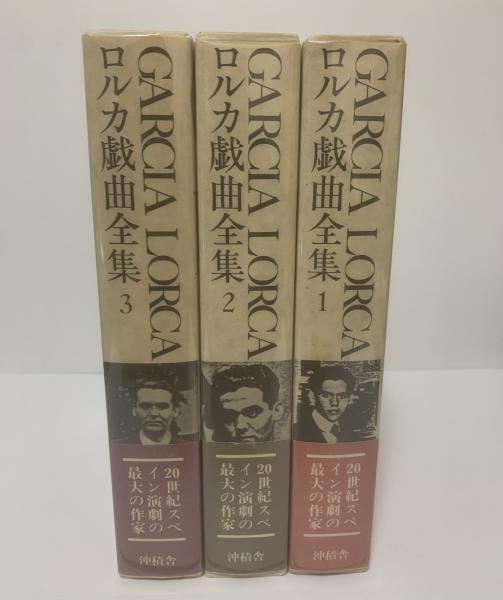 GARCIA LORCA
ロルカ戯曲全集
3
20世紀スペ
イン演劇の
最大の作家
沖積舎
GARCIA LORCA
ロルカ戯曲全集
2
20世紀スペ
イン演劇の
最大の作家
沖積舎
GARCIA LORCA
ロルカ戯曲全集
1
20世紀スペ
イン演劇の
最大の作家
沖積舎